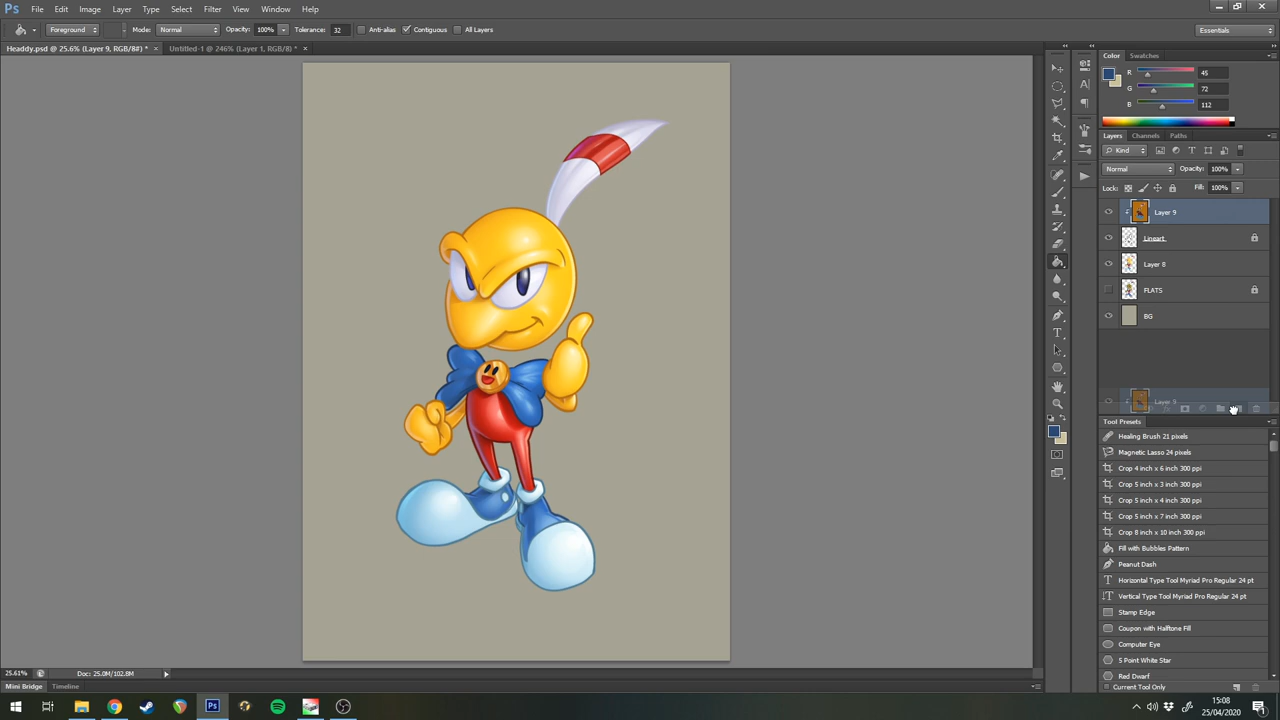 Ps File Edit Image Layer Type Select Filter View Window Help
Foreground Mode: Normal Opacity: 100% Tolerance: 32 Anti-alias Contiguous All Layers Essentials
Headdy.psd @ 25.6% (Layer 9, RGB/8#) * × Untitled-1 @ 246% (Layer 1, RGB/8) * ×
Color Swatches
R 45
G 72
B 112
Layers Channels Paths
Kind
Normal Opacity: 100%
Lock: Fill: 100%
Layer 9
Lineart
Layer 8
FLATS
BG
Layer 9
Tool Presets
Healing Brush 21 pixels
Magnetic Lasso 24 pixels
Crop 4 inch x 6 inch 300 ppi
Crop 5 inch x 3 inch 300 ppi
Crop 5 inch x 4 inch 300 ppi
Crop 5 inch x 7 inch 300 ppi
Crop 8 inch x 10 inch 300 ppi
Fill with Bubbles Pattern
Peanut Dash
Horizontal Type Tool Myriad Pro Regular 24 pt
Vertical Type Tool Myriad Pro Regular 24 pt
Stamp Edge
Coupon with Halftone Fill
Computer Eye
5 Point White Star
Red Dwarf
Current Tool Only
25.61% Doc: 25.0M/102.8M
Mini Bridge Timeline
Ps
15:08
25/04/2020